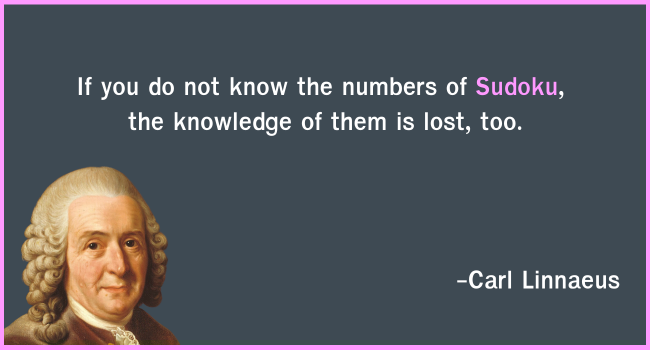 If you do not know the numbers of Sudoku,
the knowledge of them is lost, too.
–Carl Linnaeus